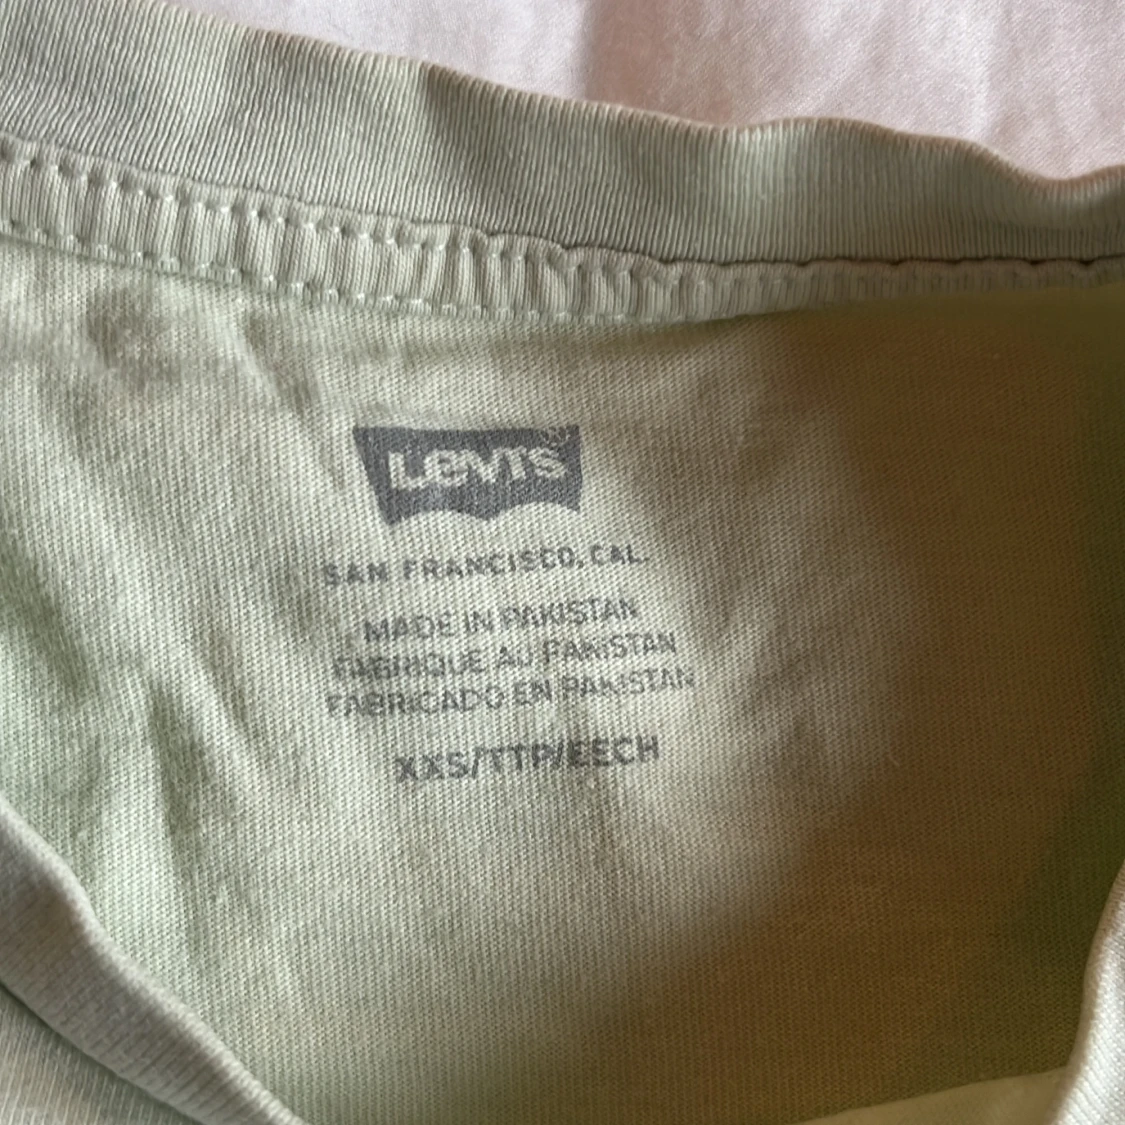 Levi's
SAN FRANCISCO, CAL.
MADE IN PAKISTAN
FABRIQUE AU PAKISTAN
FABRICADO EN PAKISTAN
XXS/TTP/EECH